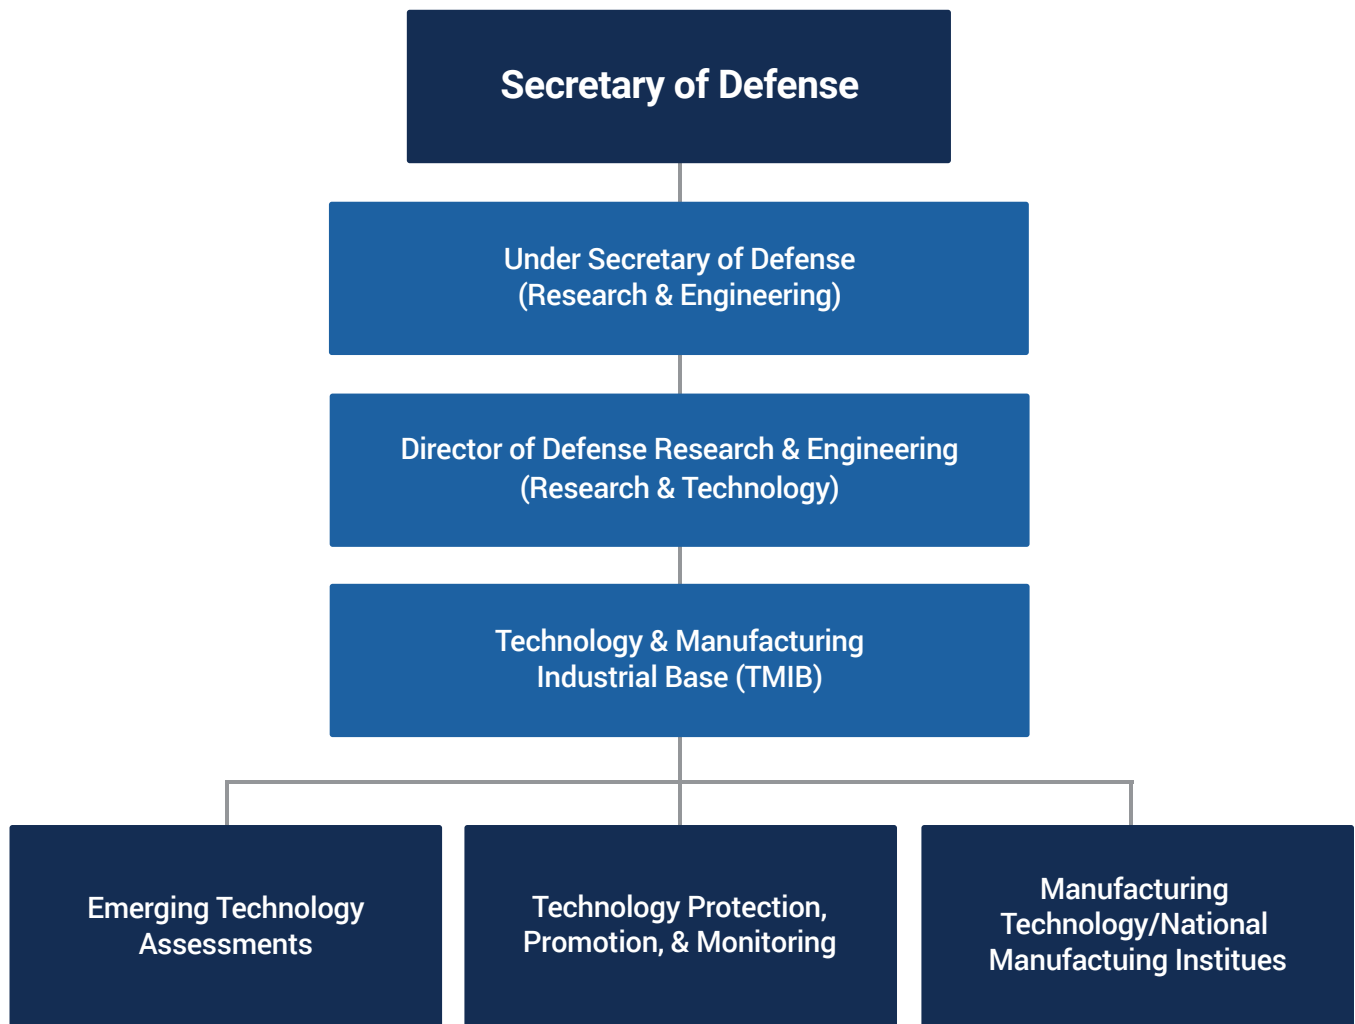 Secretary of Defense
Under Secretary of Defense
(Research & Engineering)
Director of Defense Research & Engineering
(Research & Technology)
Technology & Manufacturing
Industrial Base (TMIB)
Emerging Technology
Assessments
Technology Protection,
Promotion, & Monitoring
Manufacturing
Technology/National
Manufactuing Institues